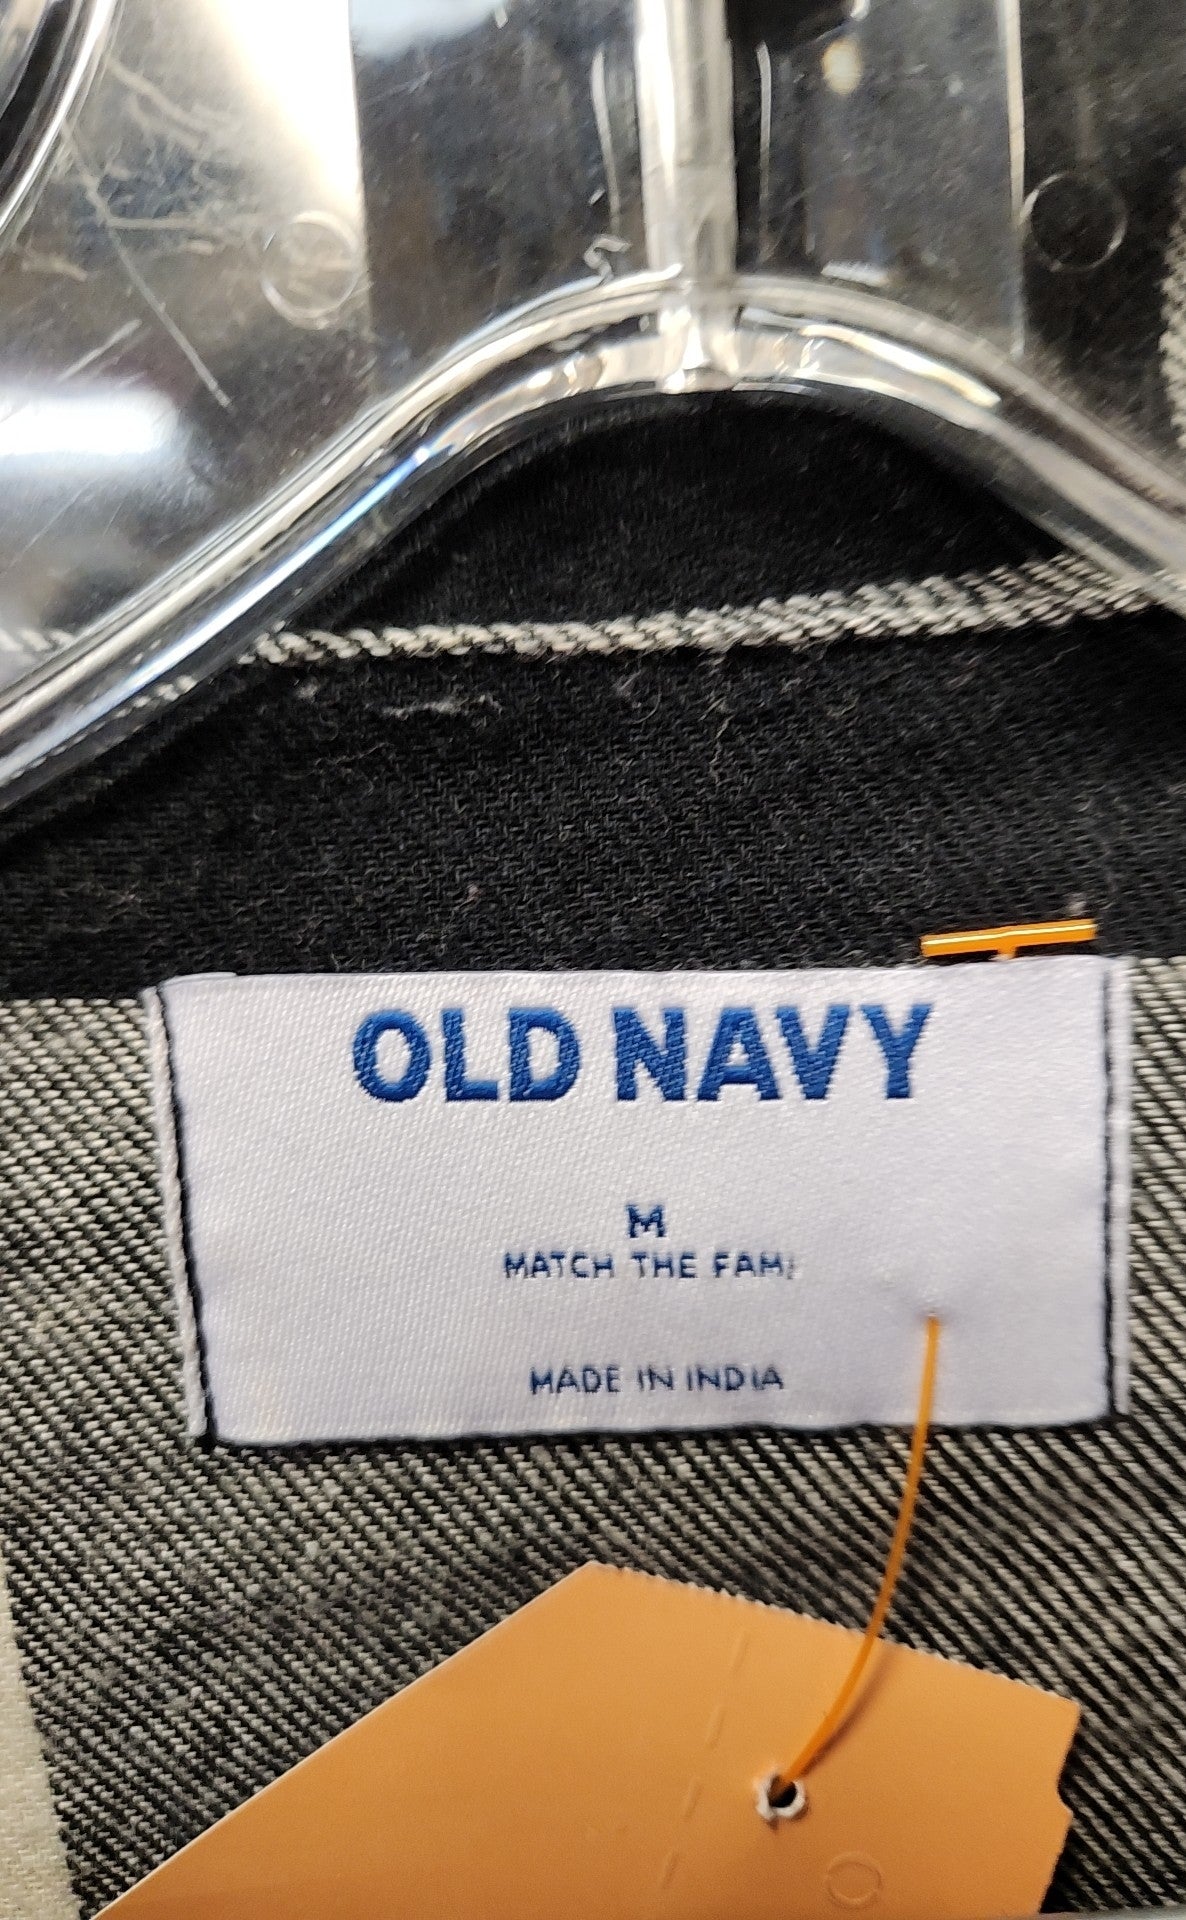 OLD NAVY
M
MATCH THE FAM
MADE IN INDIA